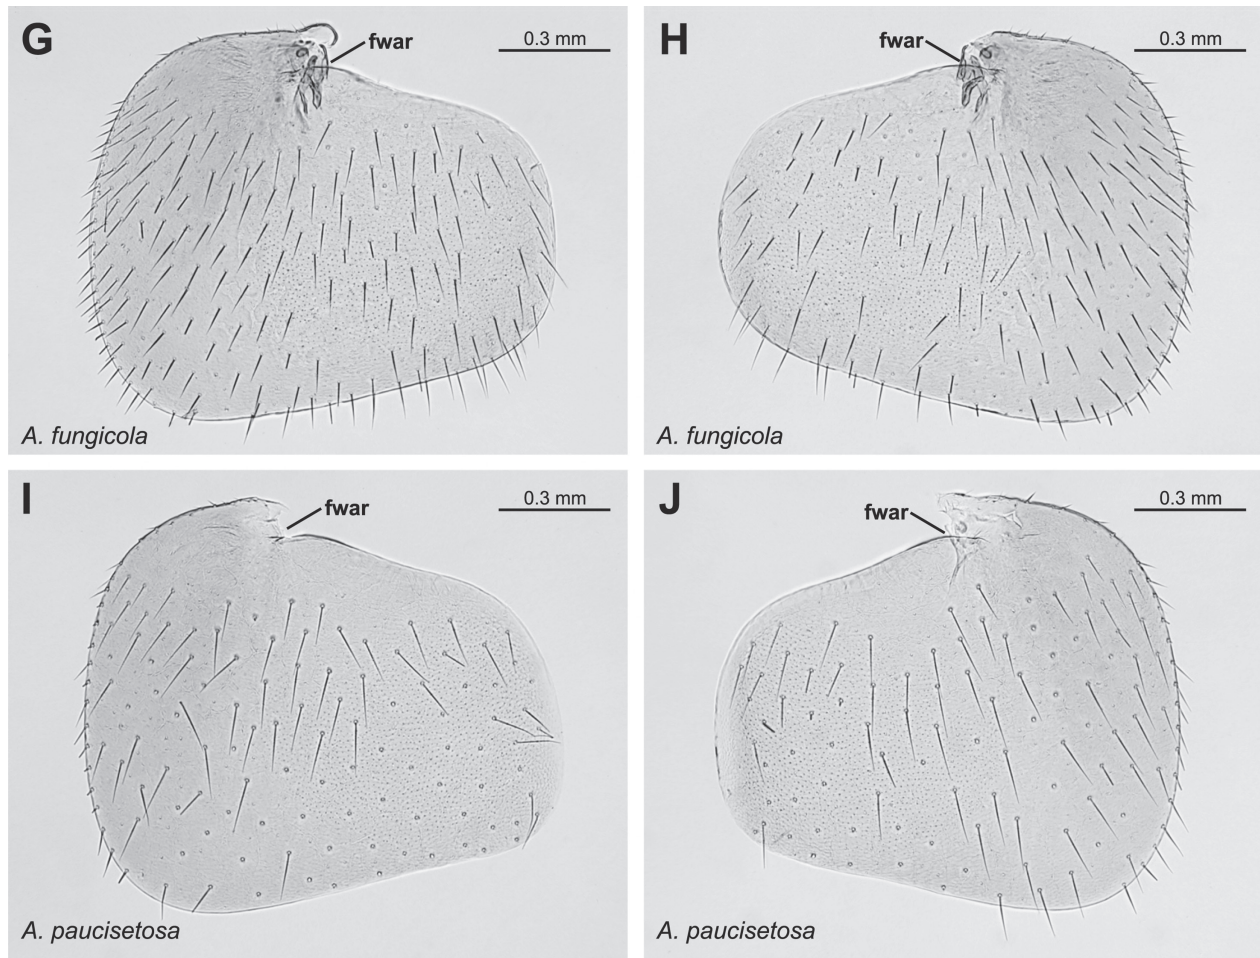 G
fwar
0.3 mm
A. fungicola
H
fwar
0.3 mm
A. fungicola
I
fwar
0.3 mm
A. paucisetosa
J
fwar
0.3 mm
A. paucisetosa